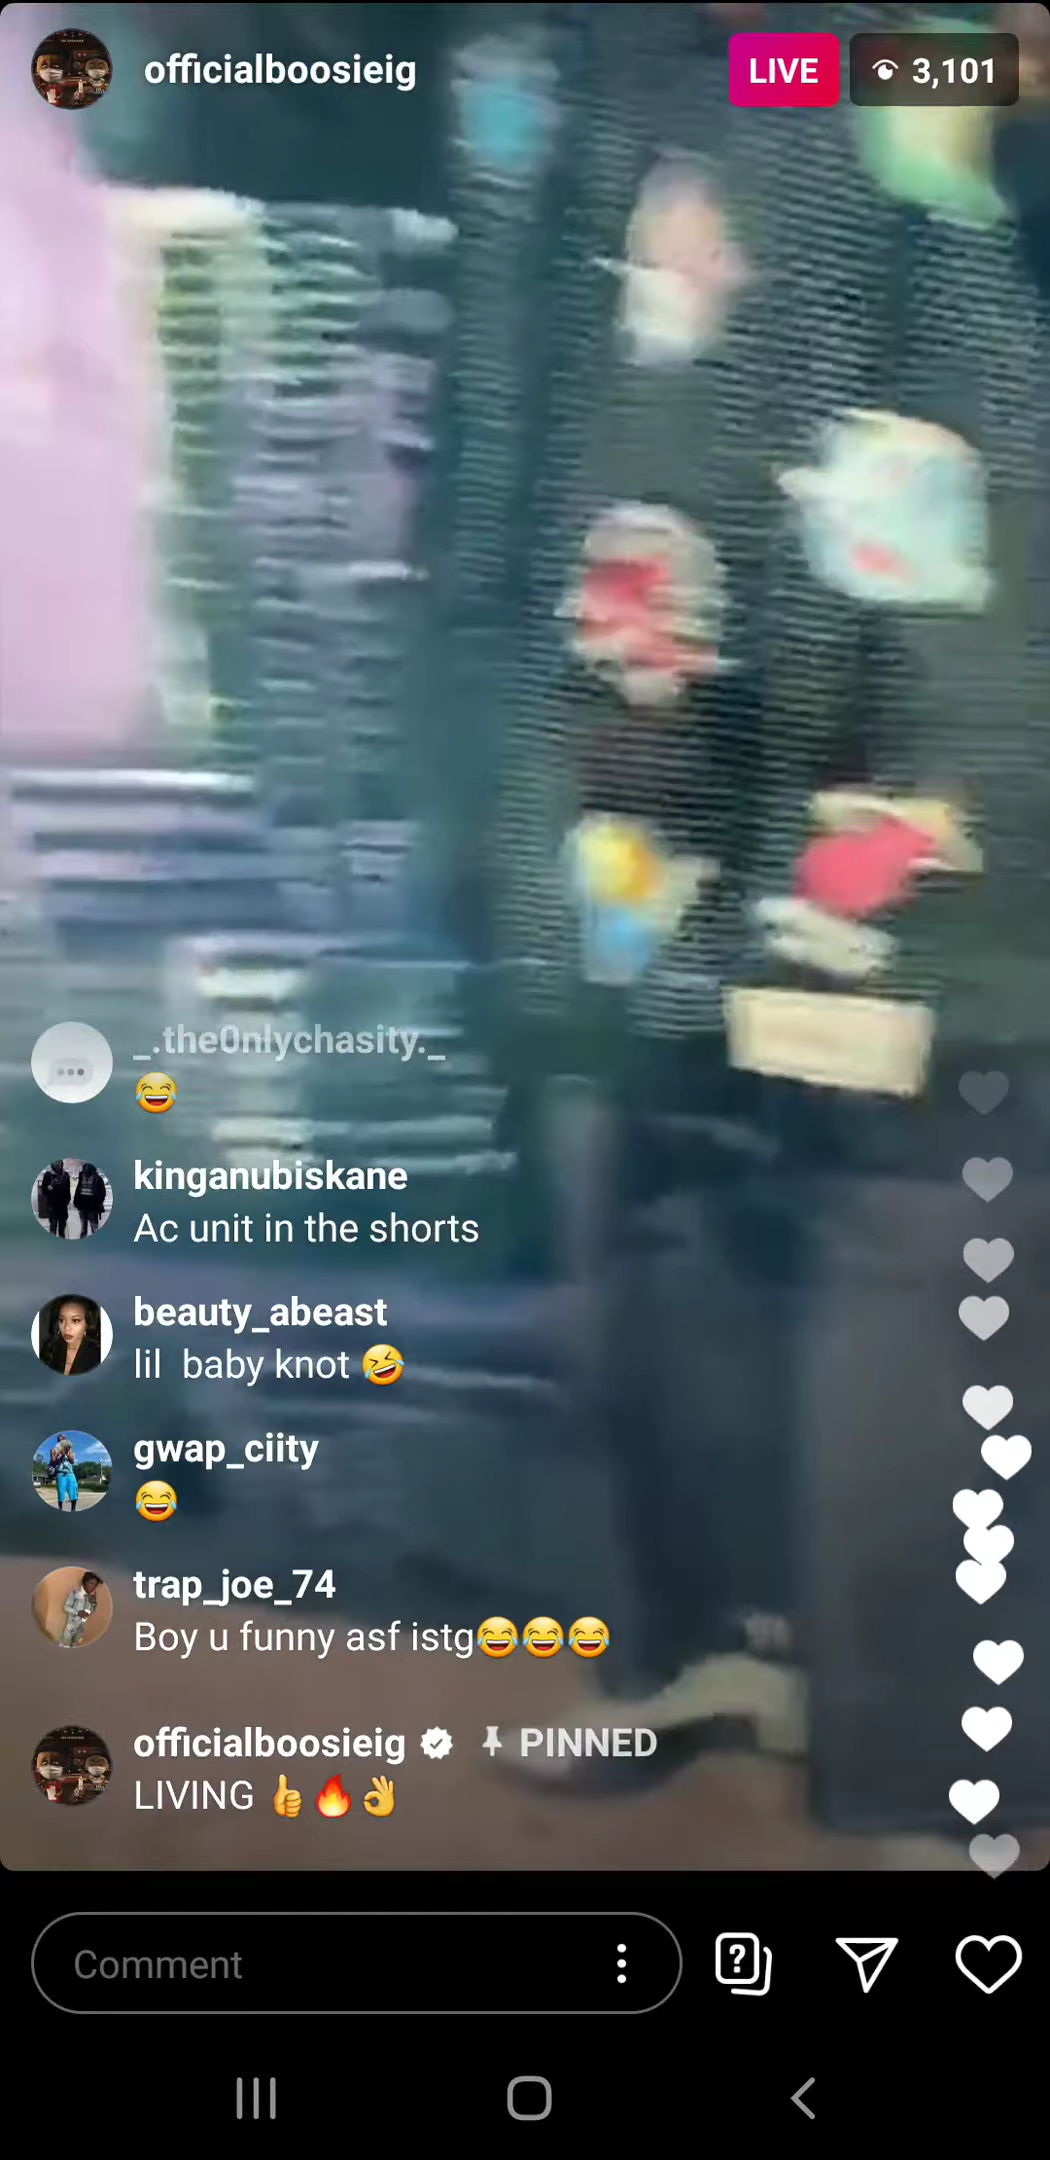 officialboosieig
LIVE 3,101
_.the0nlychasity._
😂
kinganubiskane
Ac unit in the shorts
beauty_abeast
lil baby knot 🤣
gwap_ciity
😂
trap_joe_74
Boy u funny asf istg😂😂😂
officialboosieig PINNED
LIVING 👍🔥👌
Comment